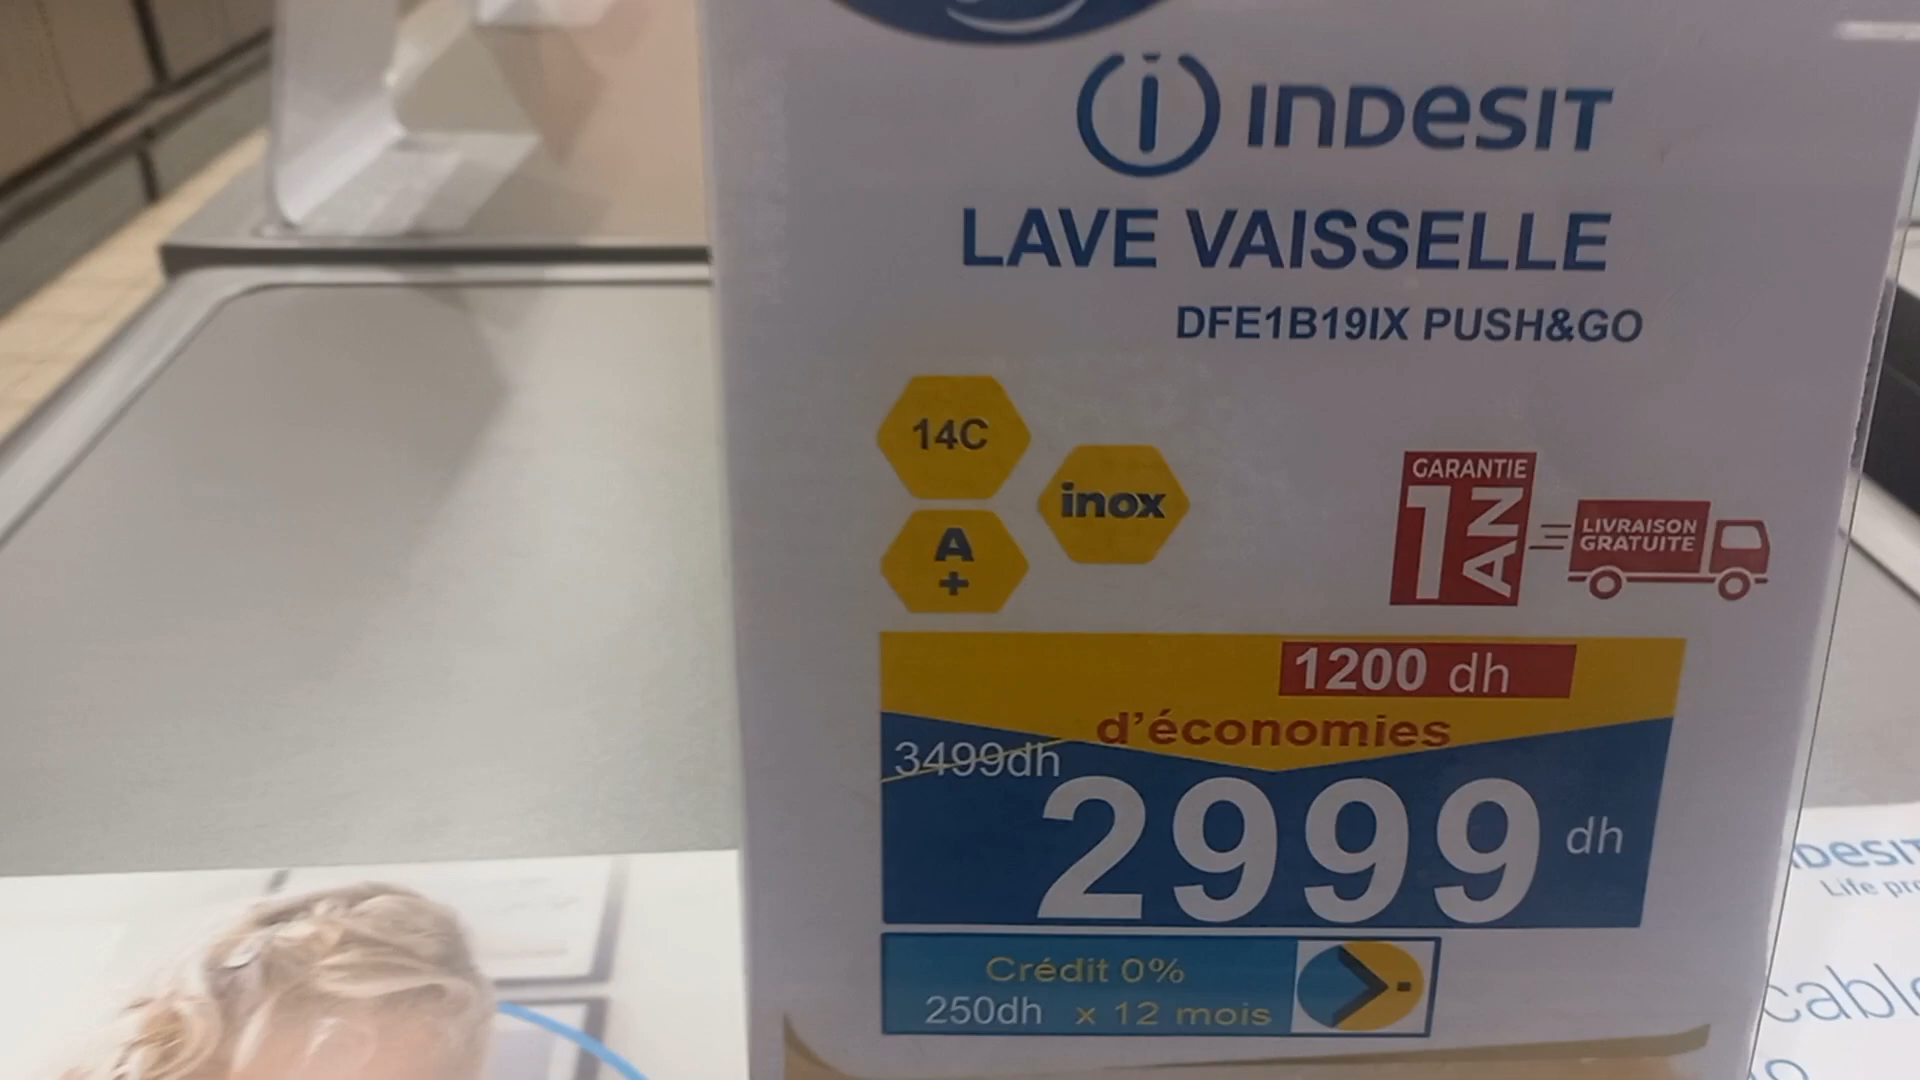 INDESIT
LAVE VAISSELLE
DFE1B19IX PUSH&GO
14C
inox
A
+
GARANTIE
1 AN
LIVRAISON
GRATUITE
1200 dh
d'économies
3499dh
2999 dh
Crédit 0%
250dh x 12 mois